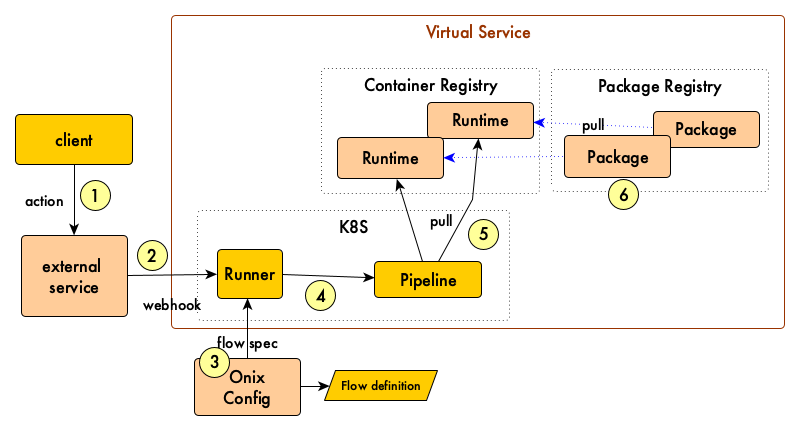 Virtual Service
Container Registry
Package Registry
Runtime
pull
Package
client
Runtime
Package
1
action
6
K8S
pull
5
2
external
service
Runner
4
Pipeline
webhook
flow spec
3
Onix
Config
Flow definition